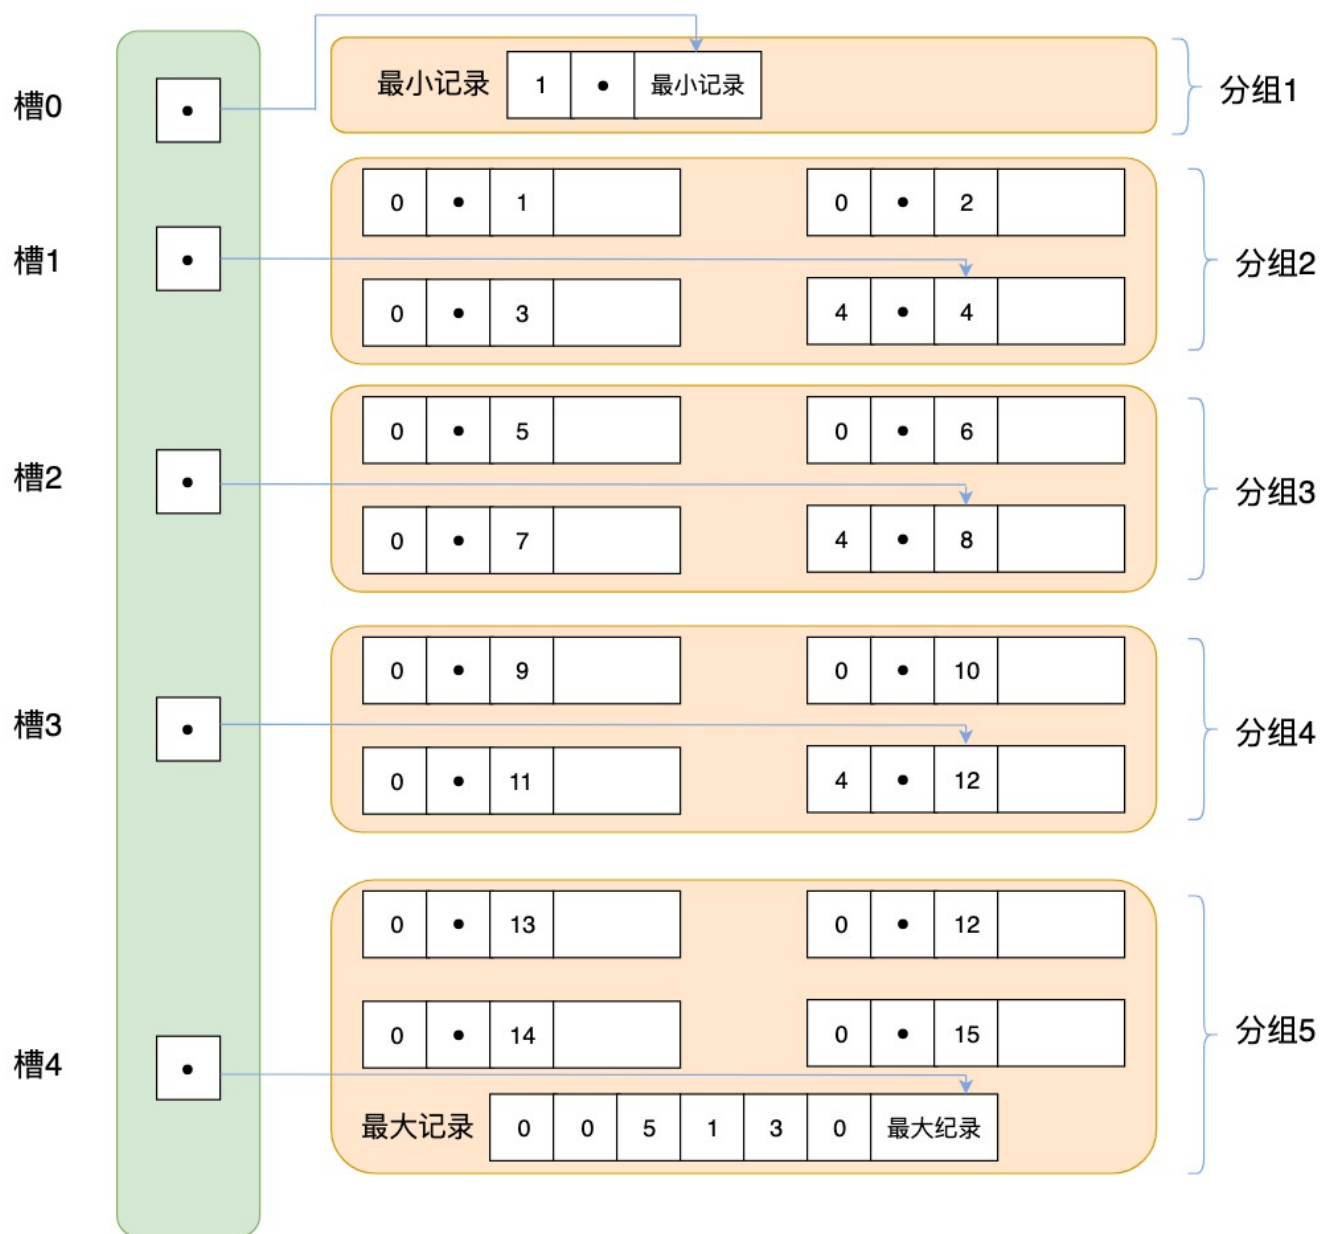 槽0
最小记录 1 • 最小记录
分组1
0 • 1
0 • 2
槽1
分组2
0 • 3
4 • 4
0 • 5
0 • 6
槽2
分组3
0 • 7
4 • 8
0 • 9
0 • 10
槽3
分组4
0 • 11
4 • 12
0 • 13
0 • 12
0 • 14
0 • 15
分组5
槽4
最大记录 0 0 5 1 3 0 最大纪录